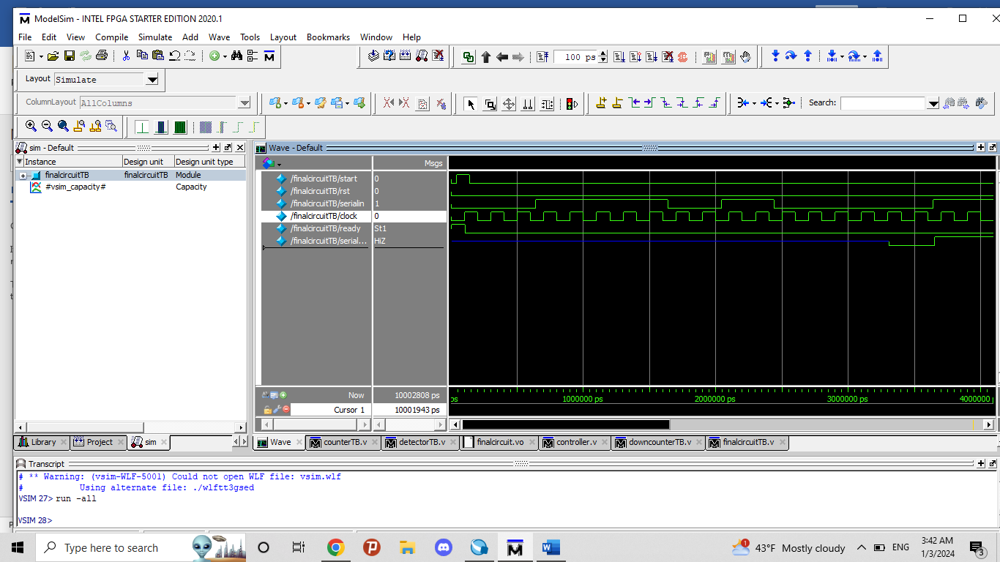 ModelSim - INTEL FPGA STARTER EDITION 2020.1
File Edit View Compile Simulate Add Wave Tools Layout Bookmarks Window Help
100 ps
Layout Simulate
ColumnLayout AllColumns
Search:
sim - Default
Instance Design unit Design unit type
finalcircuitTB finalcircuitTB Module
#vsim_capacity# Capacity
Wave - Default
Msgs
/finalcircuitTB/start 0
/finalcircuitTB/rst 0
/finalcircuitTB/serialin 1
/finalcircuitTB/clock 0
/finalcircuitTB/ready St1
/finalcircuitTB/serial... HiZ
Now 10002808 ps
Cursor 1 10001943 ps
ps 1000000 ps 2000000 ps 3000000 ps 4000000 p
Library Project sim
Wave counterTB.v detectorTB.v finalcircuit.vo controller.v downcounterTB.v finalcircuitTB.v
Transcript
# ** Warning: (vsim-WLF-5001) Could not open WLF file: vsim.wlf
# Using alternate file: ./wlftt3gsed
VSIM 27> run -all
VSIM 28>
Type here to search
43°F Mostly cloudy
ENG
3:42 AM
1/3/2024
1
3